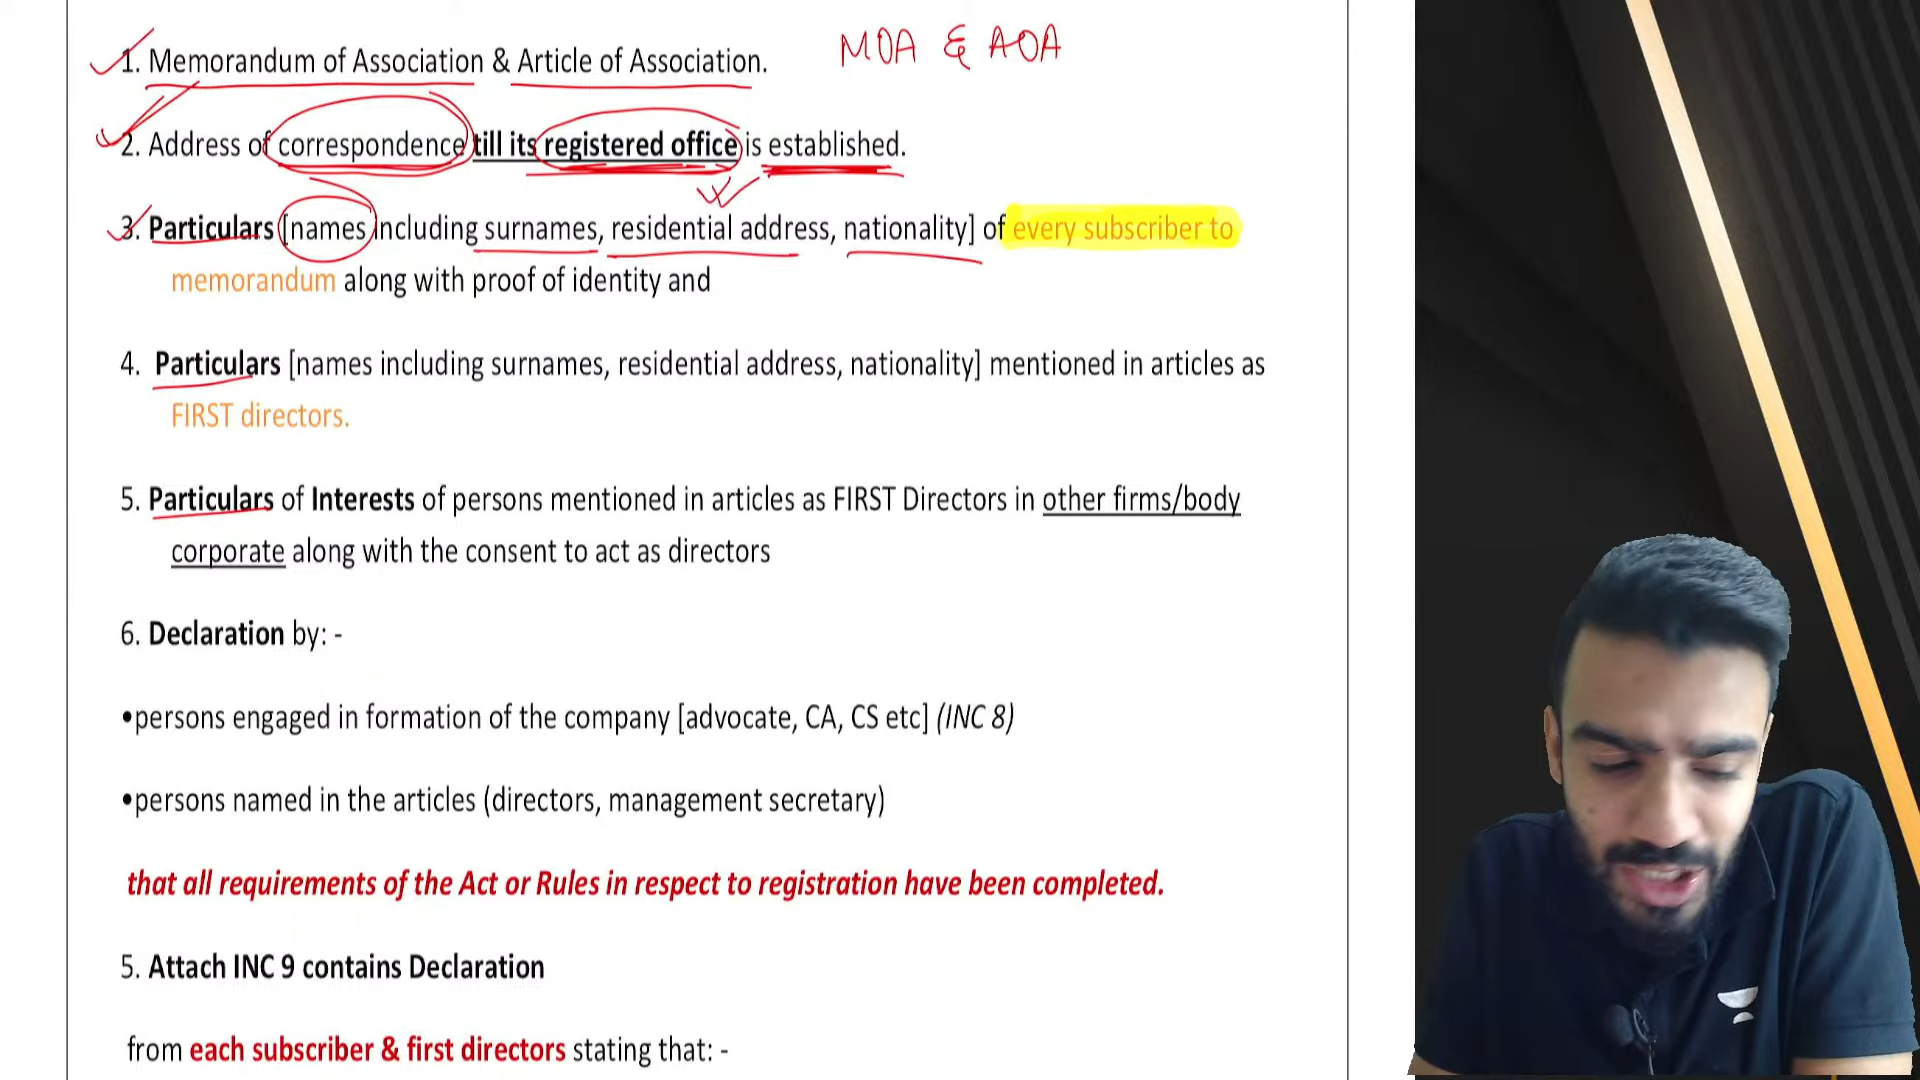 1. Memorandum of Association & Article of Association. MOA & AOA
2. Address of correspondence till its registered office is established.
3. Particulars [names including surnames, residential address, nationality] of every subscriber to
memorandum along with proof of identity and
4. Particulars [names including surnames, residential address, nationality] mentioned in articles as
FIRST directors.
5. Particulars of Interests of persons mentioned in articles as FIRST Directors in other firms/body
corporate along with the consent to act as directors
6. Declaration by: -
•persons engaged in formation of the company [advocate, CA, CS etc] (INC 8)
•persons named in the articles (directors, management secretary)
that all requirements of the Act or Rules in respect to registration have been completed.
5. Attach INC 9 contains Declaration
from each subscriber & first directors stating that: -